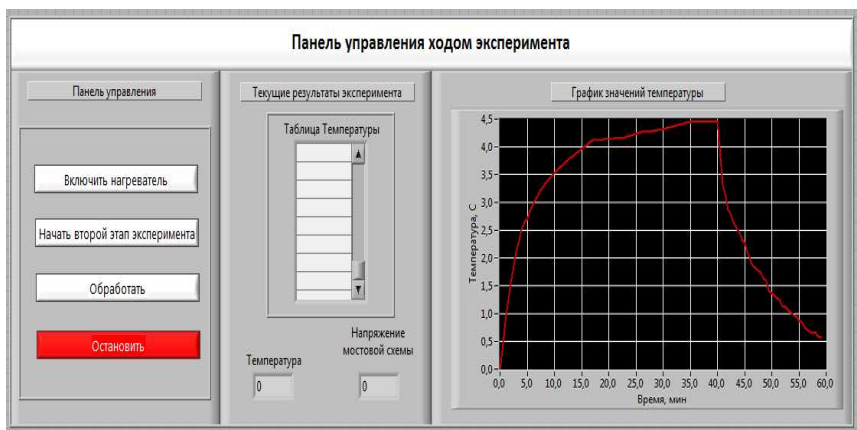 Панель управления ходом эксперимента
Панель управления
Включить нагреватель
Начать второй этап эксперимента
Обработать
Остановить
Текущие результаты эксперимента
Таблица Температуры
Температура
0
Напряжение
мостовой схемы
0
График значений температуры
Температура, С
4,5
4,0
3,5
3,0
2,5
2,0
1,5
1,0
0,5
0,0
0,0 5,0 10,0 15,0 20,0 25,0 30,0 35,0 40,0 45,0 50,0 55,0 60,0
Время, мин